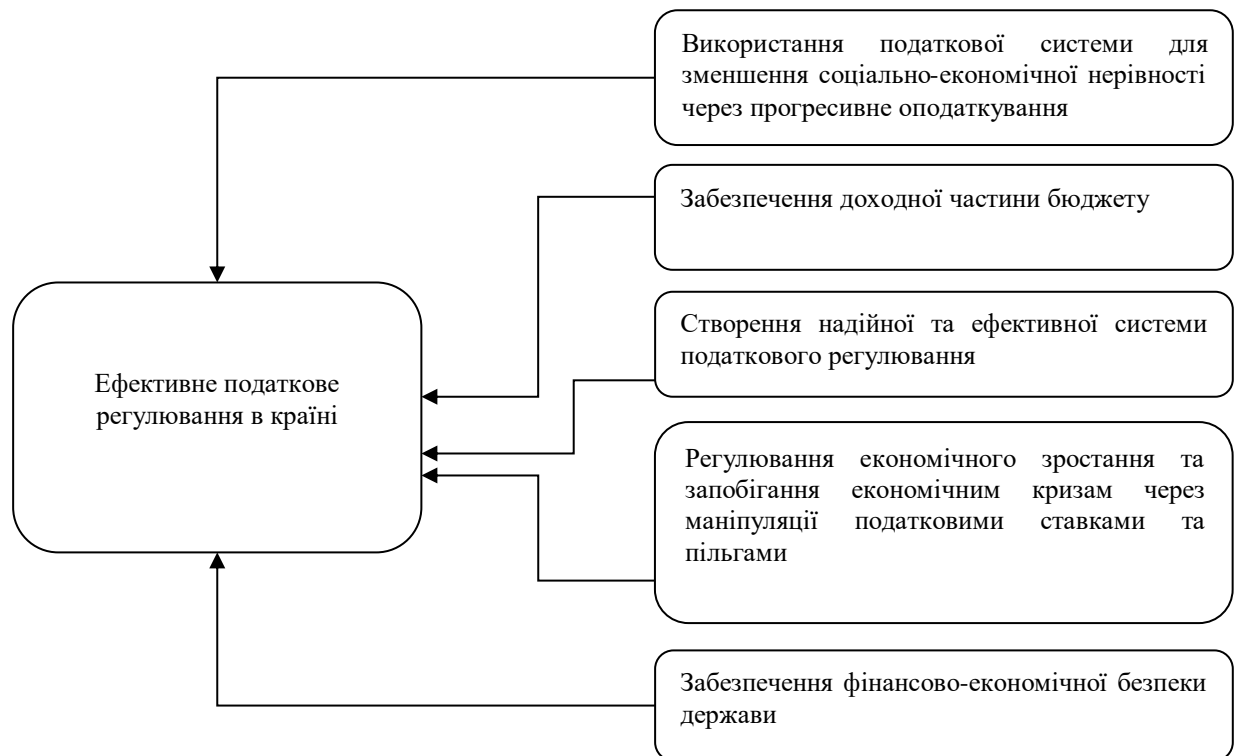 Використання податкової системи для
зменшення соціально-економічної нерівності
через прогресивне оподаткування
Забезпечення доходної частини бюджету
Створення надійної та ефективної системи
податкового регулювання
Ефективне податкове
регулювання в країні
Регулювання економічного зростання та
запобігання економічним кризам через
маніпуляції податковими ставками та
пільгами
Забезпечення фінансово-економічної безпеки
держави